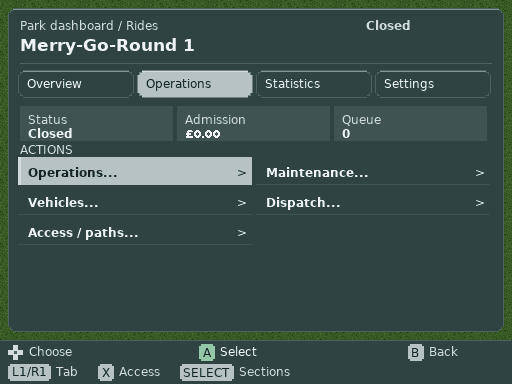 Park dashboard / Rides
Closed
Merry-Go-Round 1
Overview
Operations
Statistics
Settings
Status
Closed
Admission
£0.00
Queue
0
ACTIONS
Operations... >
Maintenance... >
Vehicles... >
Dispatch... >
Access / paths... >
Choose
A Select
B Back
L1/R1 Tab
X Access
SELECT Sections